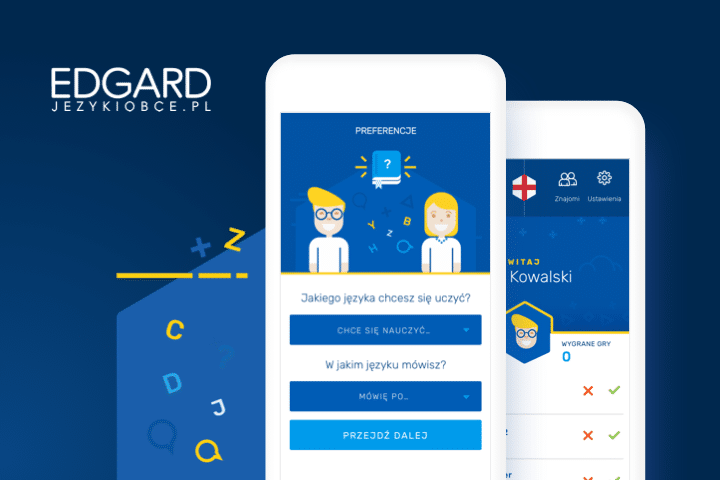 EDGARD
JEZYKIOBCE.PL
PREFERENCJE
?
Y
B
Z
H
Jakiego języka chcesz się uczyć?
CHCE SIĘ NAUCZYĆ...
W jakim języku mówisz?
MÓWIĘ PO...
PRZEJDŹ DALEJ
Znajomi
Ustawienia
WITAJ
Kowalski
WYGRANE GRY
0
Z
C
?
D
J